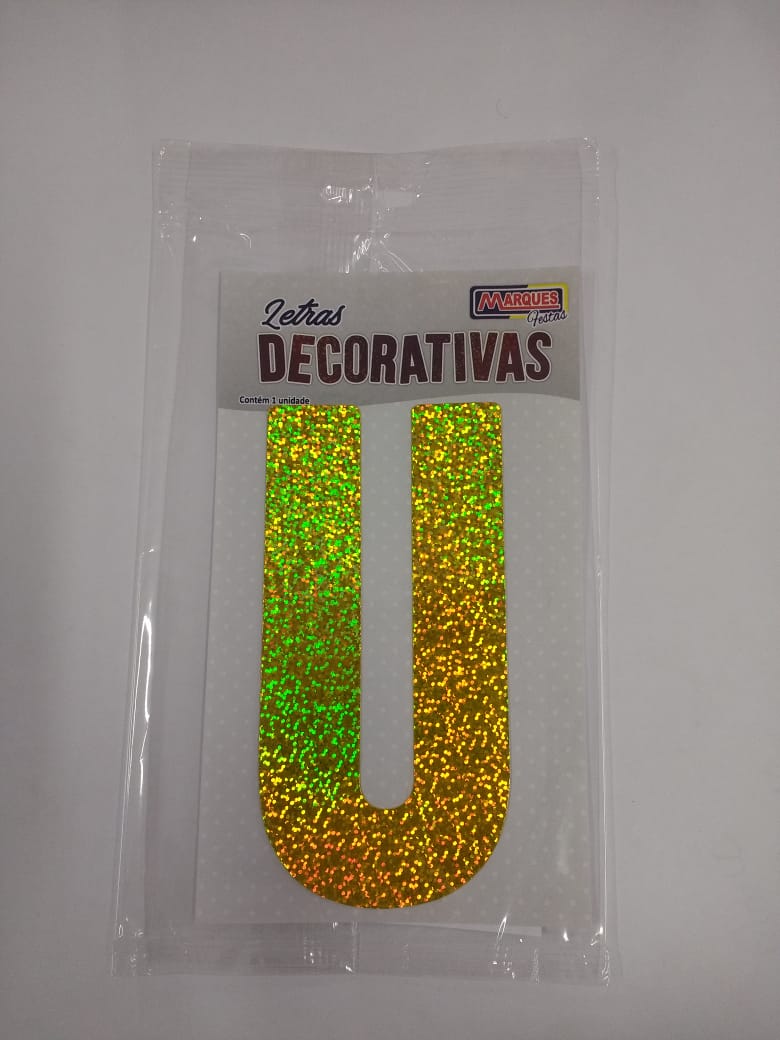 Letras
MARQUES
Festas
DECORATIVAS
Contém 1 unidade
U